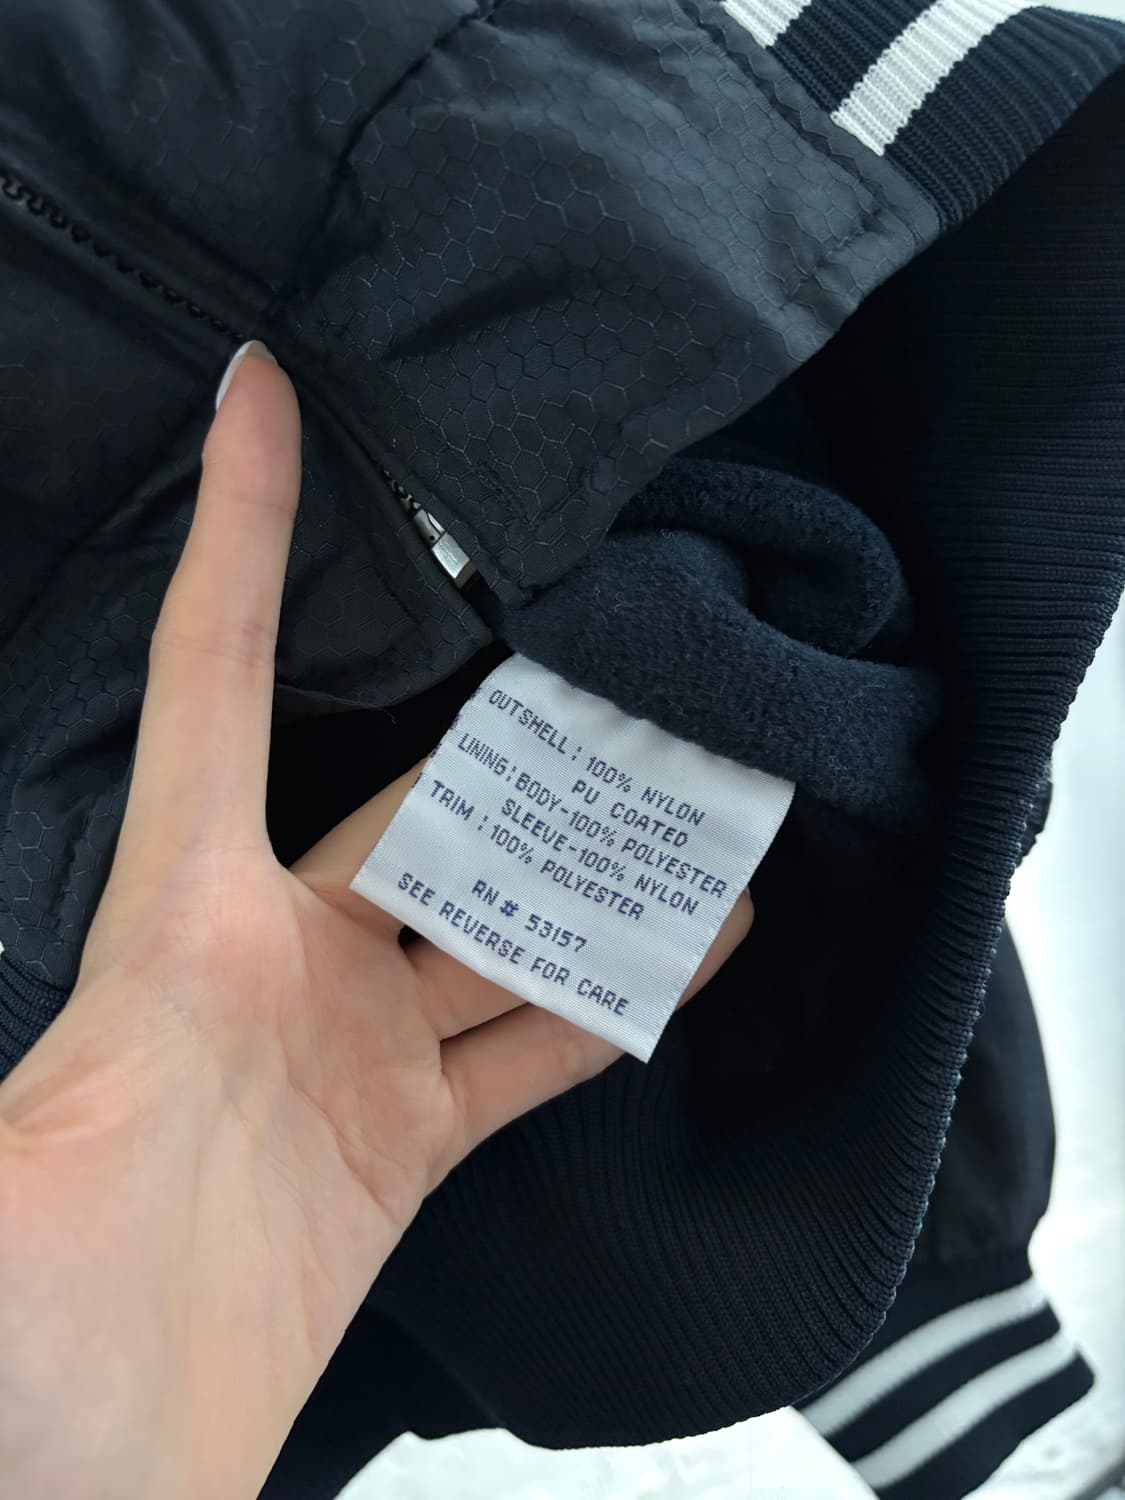 OUTSHELL: 100% NYLON
PU COATED
LINING: BODY-100% POLYESTER
SLEEVE-100% NYLON
TRIM: 100% POLYESTER
RN # 53157
SEE REVERSE FOR CARE